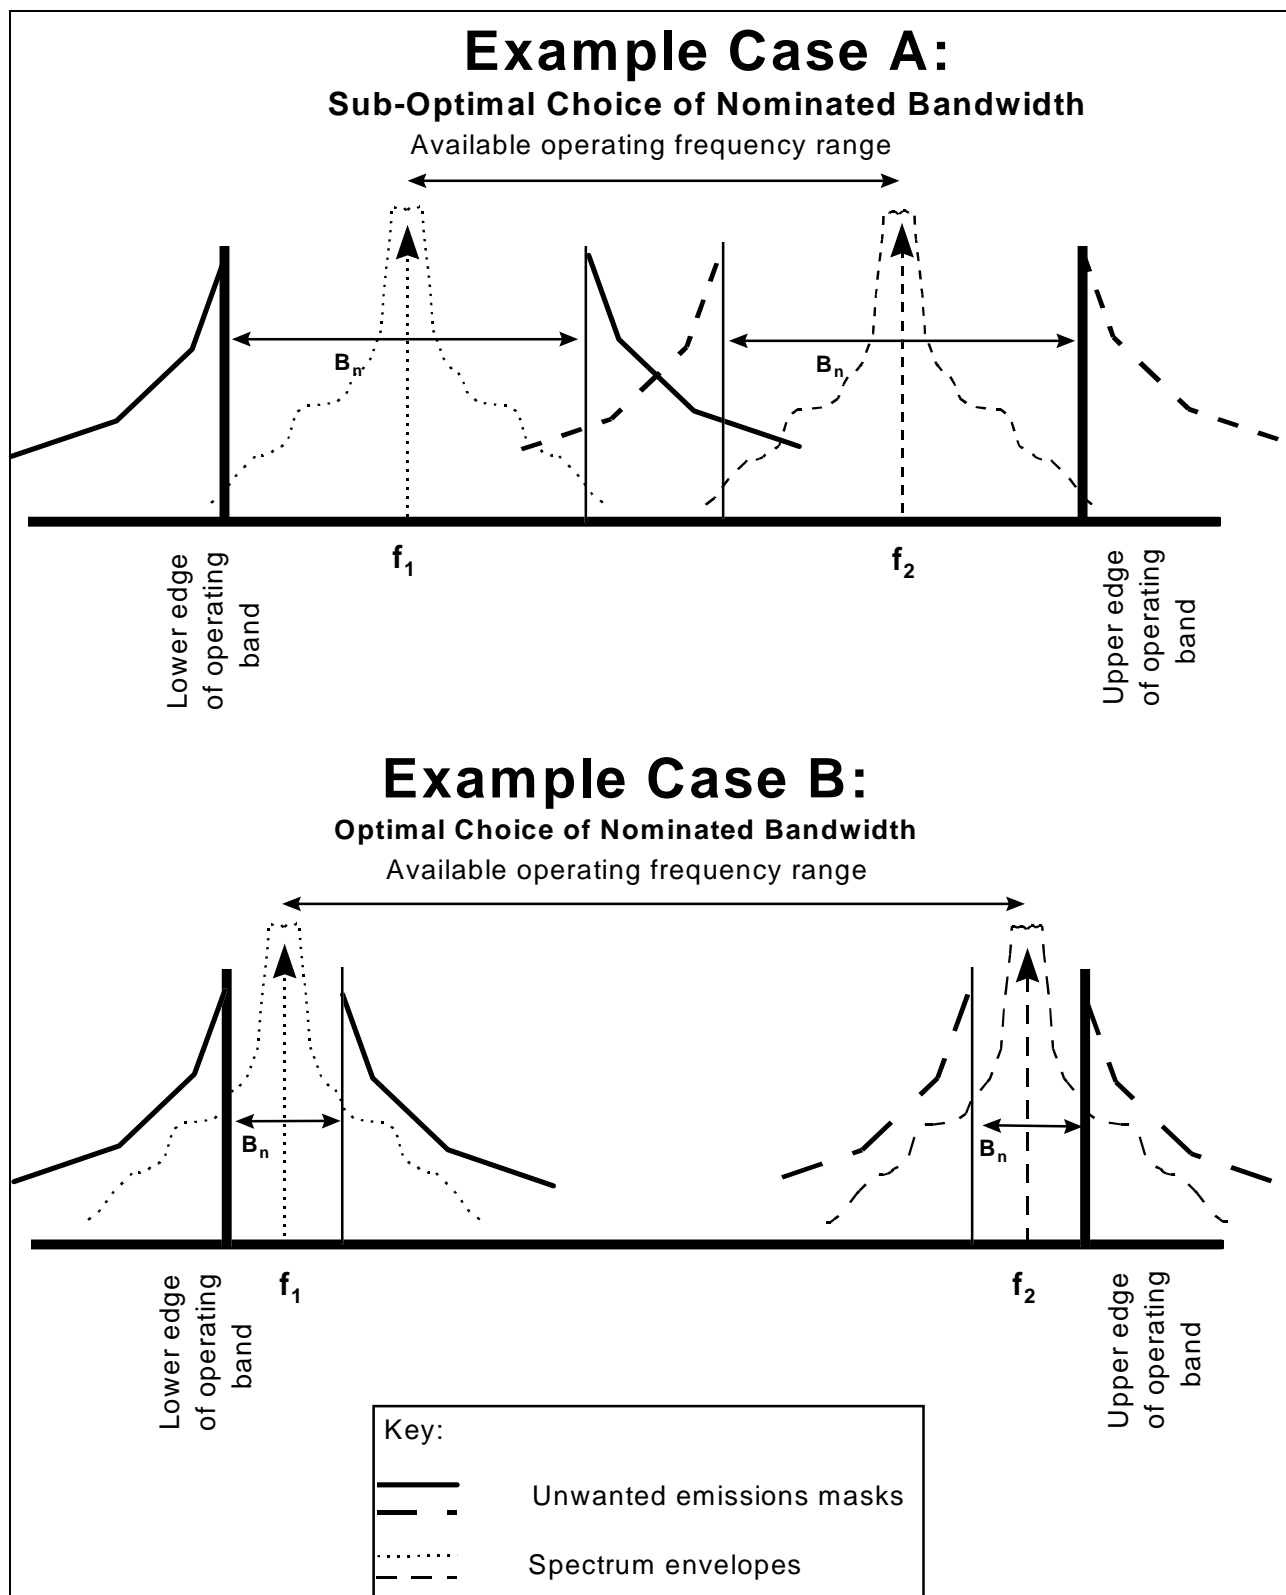 Example Case A:
Sub-Optimal Choice of Nominated Bandwidth
Available operating frequency range
Bn
Bn
f1
f2
Lower edge
of operating
band
Upper edge
of operating
band
Example Case B:
Optimal Choice of Nominated Bandwidth
Available operating frequency range
Bn
Bn
f1
f2
Lower edge
of operating
band
Upper edge
of operating
band
Key:
Unwanted emissions masks
Spectrum envelopes